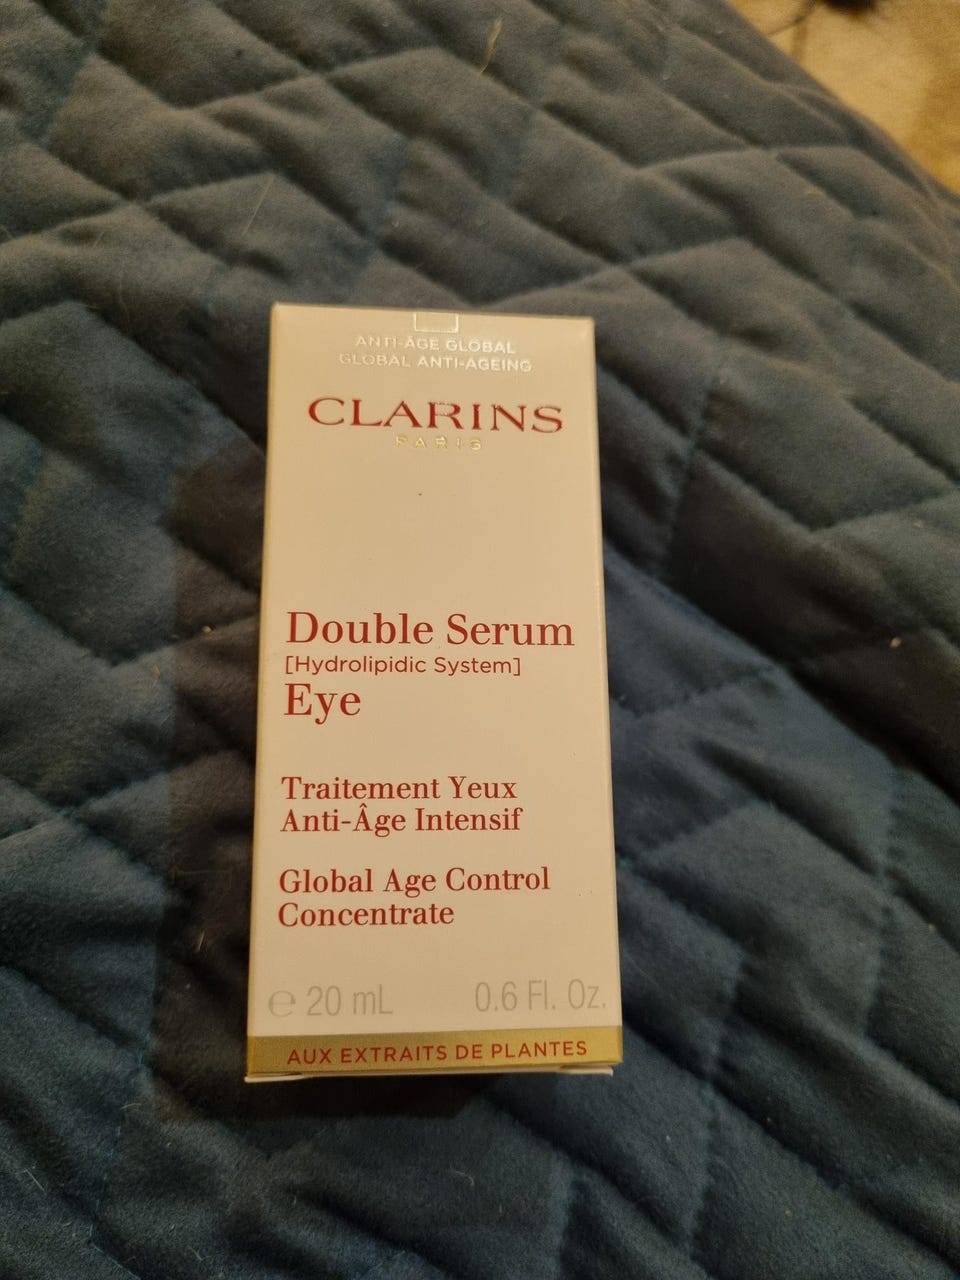 ANTI-ÂGE GLOBAL
GLOBAL ANTI-AGEING
CLARINS
PARIS
Double Serum
[Hydrolipidic System]
Eye
Traitement Yeux
Anti-Âge Intensif
Global Age Control
Concentrate
℮ 20 mL 0.6 Fl. Oz.
AUX EXTRAITS DE PLANTES